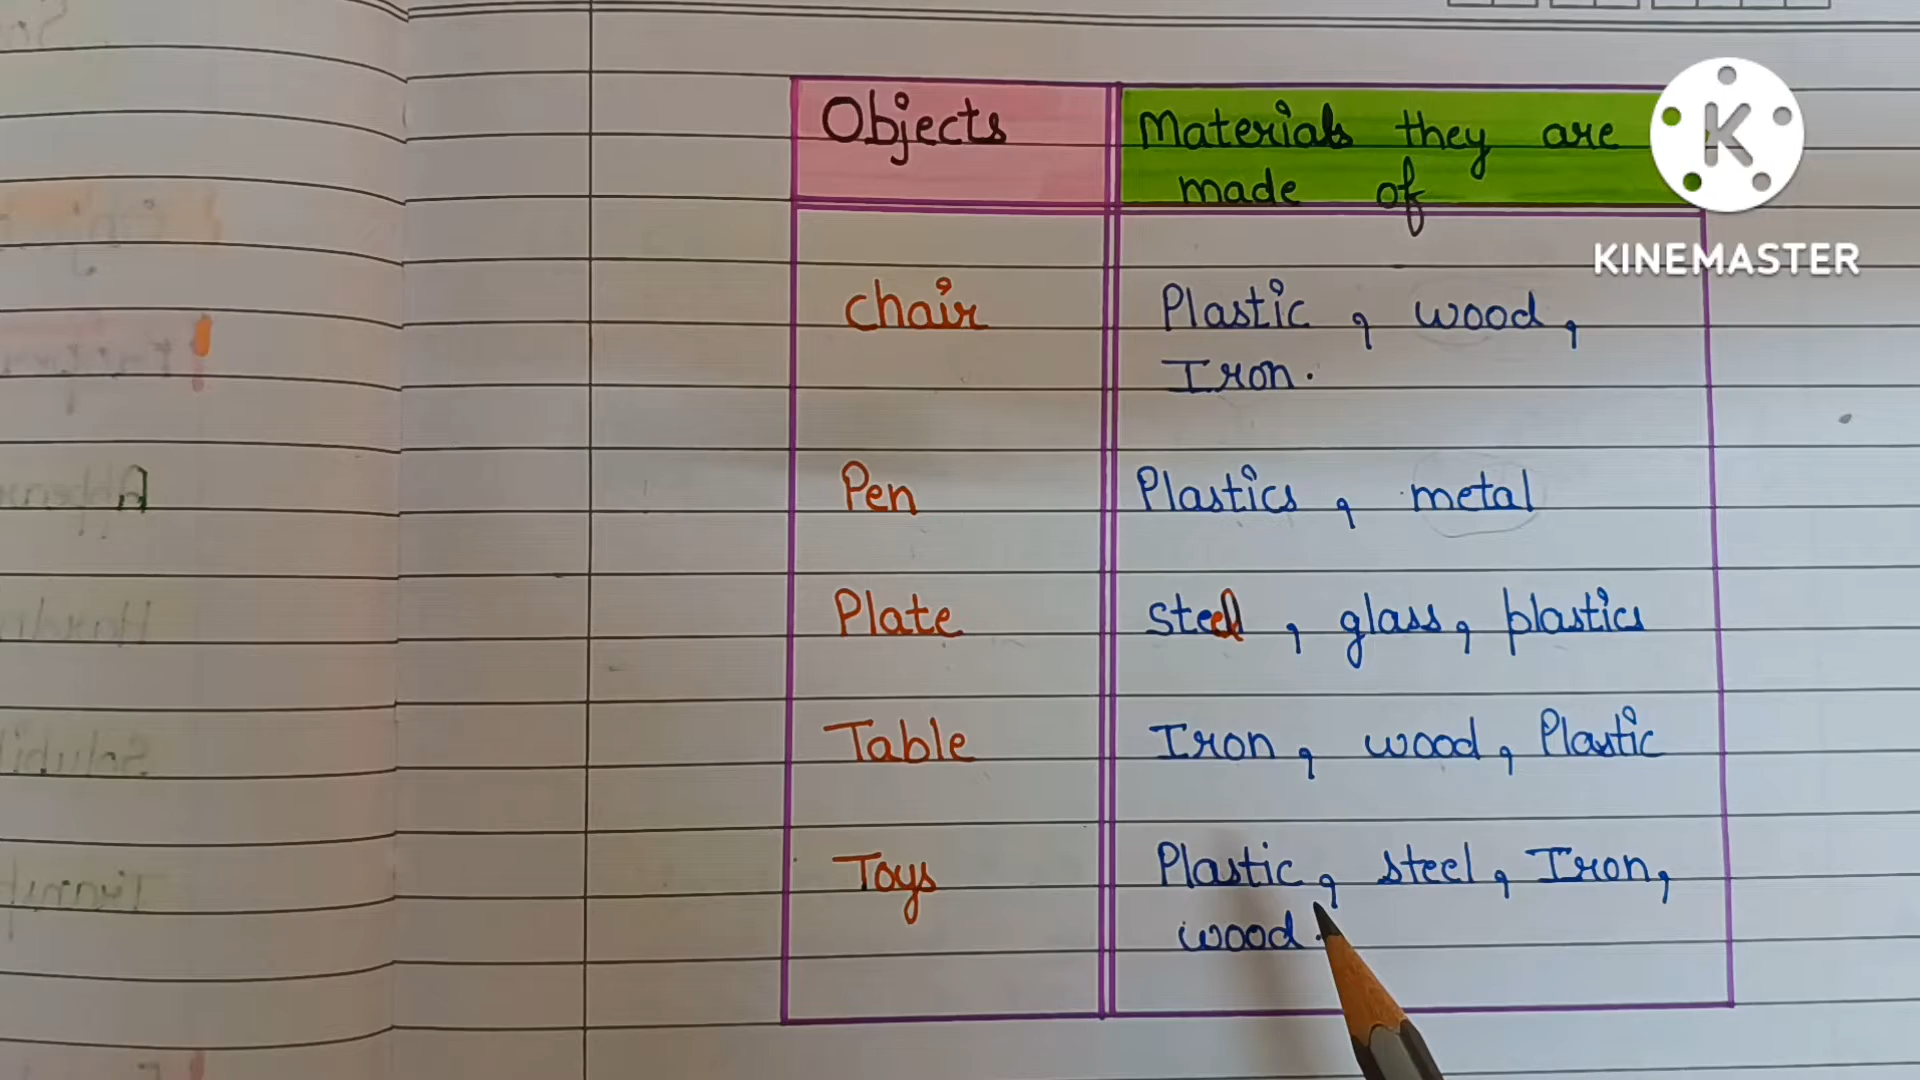 Objects
Materials they are
made of
KINEMASTER
chair
Plastic, wood,
Iron.
Pen
Plastics, metal
Plate
steel, glass, plastics
Table
Iron, wood, Plastic
Toys
Plastic, steel, Iron,
wood.